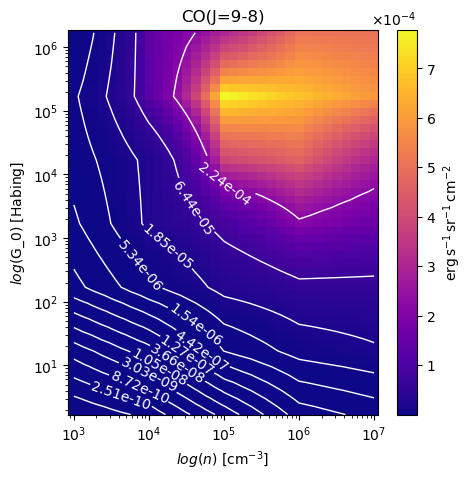 CO(J=9-8)
×10⁻⁴
10⁶
10⁵
10⁴
10³
10²
10¹
log(G_0) [Habing]
10³
10⁴
10⁵
10⁶
10⁷
log(n) [cm⁻³]
2.24e-04
6.44e-05
1.85e-05
5.34e-06
1.54e-06
4.42e-07
1.27e-07
3.66e-08
1.05e-08
3.03e-09
8.72e-10
2.51e-10
7
6
5
4
3
2
1
erg s⁻¹ sr⁻¹ cm⁻²